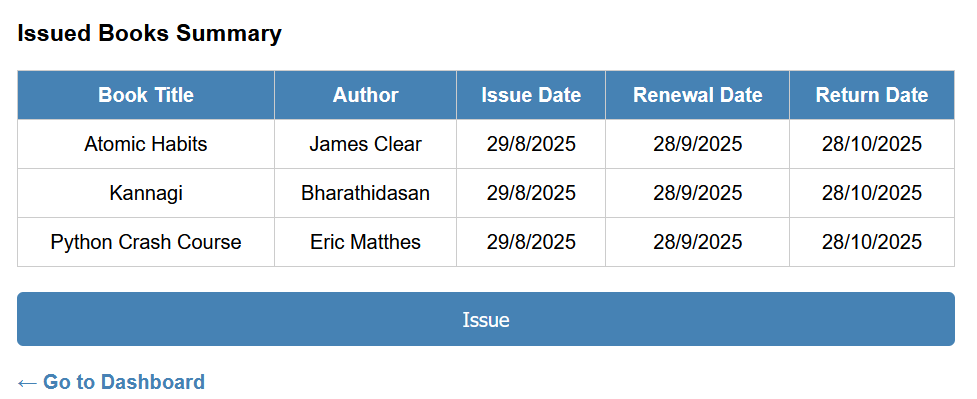 Issued Books Summary
Book Title Author Issue Date Renewal Date Return Date
Atomic Habits James Clear 29/8/2025 28/9/2025 28/10/2025
Kannagi Bharathidasan 29/8/2025 28/9/2025 28/10/2025
Python Crash Course Eric Matthes 29/8/2025 28/9/2025 28/10/2025
Issue
← Go to Dashboard